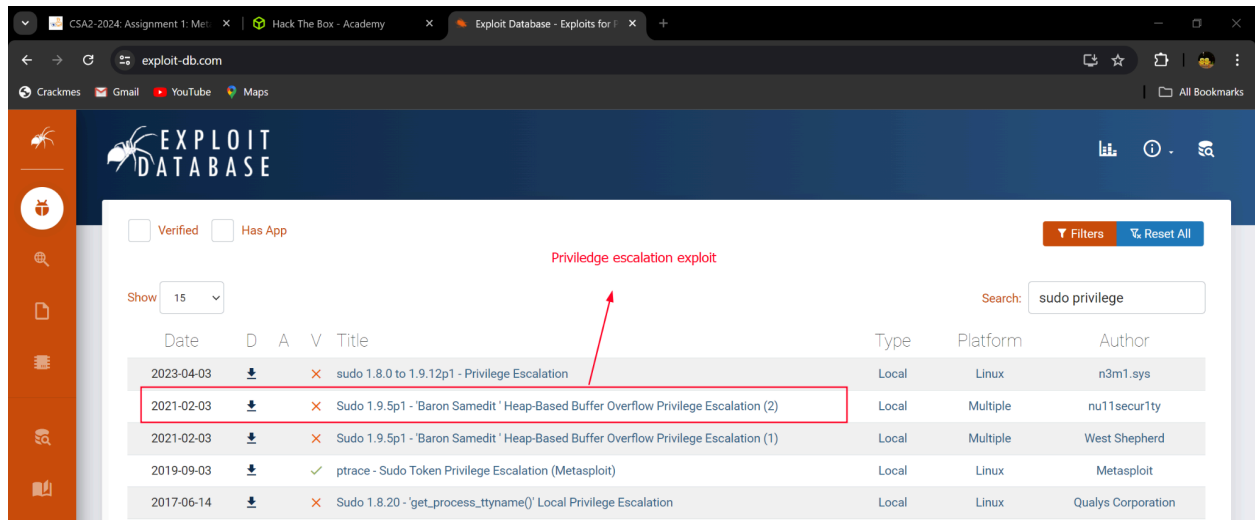 CSA2-2024: Assignment 1: Met
Hack The Box - Academy
Exploit Database - Exploits for P
exploit-db.com
Crackmes Gmail YouTube Maps All Bookmarks
EXPLOIT
DATABASE
Verified Has App Filters Reset All
Priviledge escalation exploit
Show 15 Search: sudo privilege
Date D A V Title Type Platform Author
2023-04-03 sudo 1.8.0 to 1.9.12p1 - Privilege Escalation Local Linux n3m1.sys
2021-02-03 Sudo 1.9.5p1 - 'Baron Samedit ' Heap-Based Buffer Overflow Privilege Escalation (2) Local Multiple nu11secur1ty
2021-02-03 Sudo 1.9.5p1 - 'Baron Samedit ' Heap-Based Buffer Overflow Privilege Escalation (1) Local Multiple West Shepherd
2019-09-03 ptrace - Sudo Token Privilege Escalation (Metasploit) Local Linux Metasploit
2017-06-14 Sudo 1.8.20 - 'get_process_ttyname()' Local Privilege Escalation Local Linux Qualys Corporation